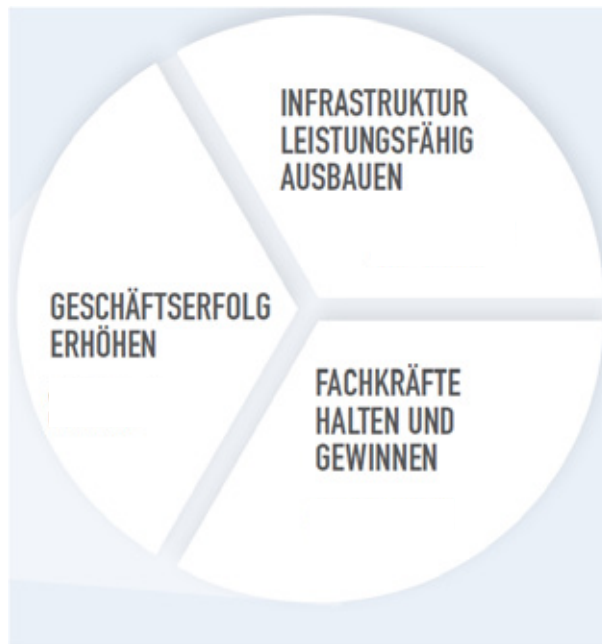 INFRASTRUKTUR
LEISTUNGSFÄHIG
AUSBAUEN
GESCHÄFTSERFOLG
ERHÖHEN
FACHKRÄFTE
HALTEN UND
GEWINNEN